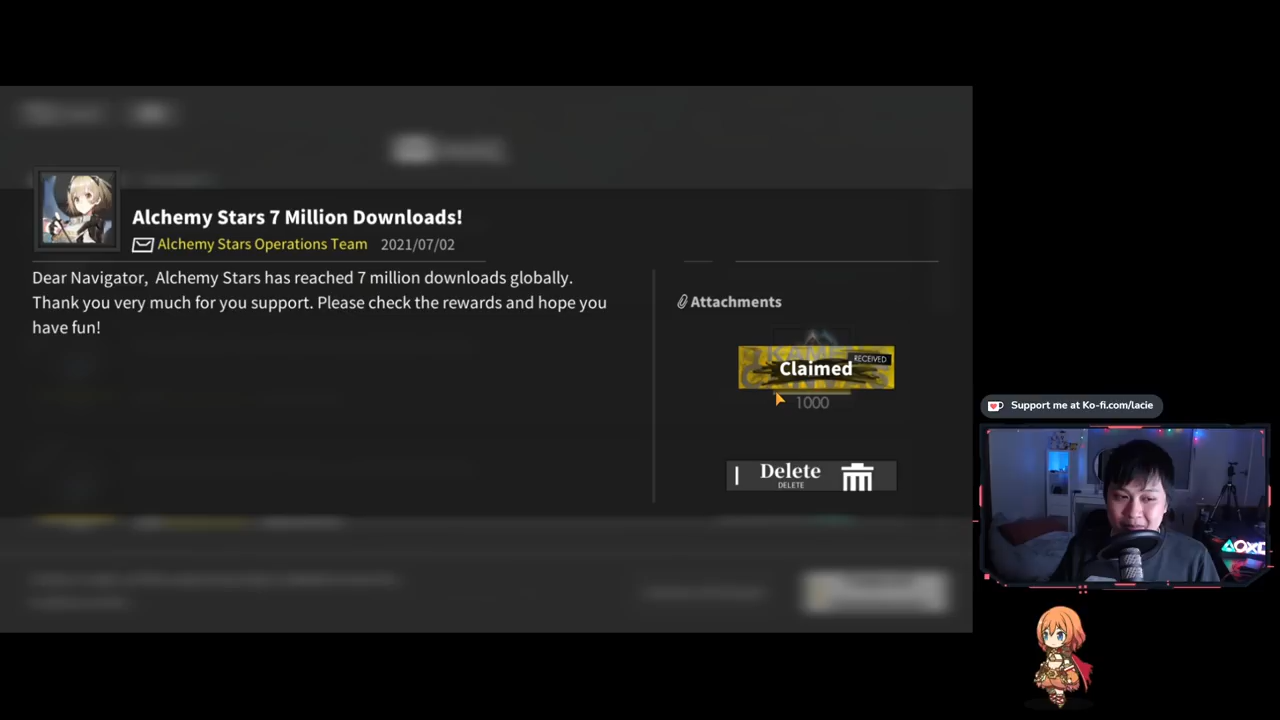 Alchemy Stars 7 Million Downloads!
Alchemy Stars Operations Team 2021/07/02
Dear Navigator, Alchemy Stars has reached 7 million downloads globally.
Thank you very much for you support. Please check the rewards and hope you
have fun!
Attachments
RECEIVED
Claimed
1000
Delete
DELETE
Support me at Ko-fi.com/lacie